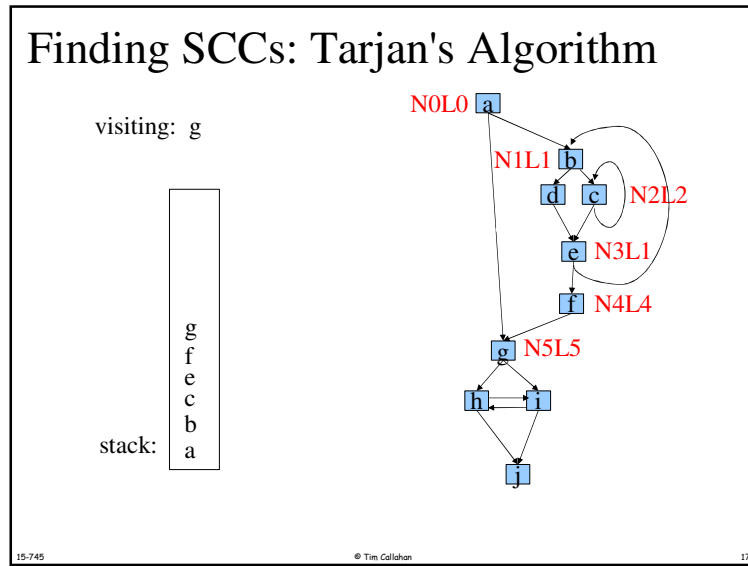 Finding SCCs: Tarjan's Algorithm
visiting: g
N0L0 a
N1L1 b
d c N2L2
e N3L1
f N4L4
g N5L5
h i
j
g
f
e
c
b
stack: a
15-745 © Tim Callahan 17